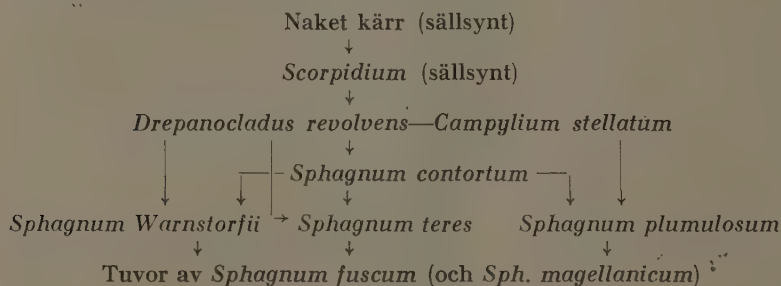 Naket kärr (sällsynt)
Scorpidium (sällsynt)
Drepanocladus revolvens—Campylium stellatum
Sphagnum contortum
Sphagnum Warnstorfii Sphagnum teres Sphagnum plumulosum
Tuvor av Sphagnum fuscum (och Sph. magellanicum)